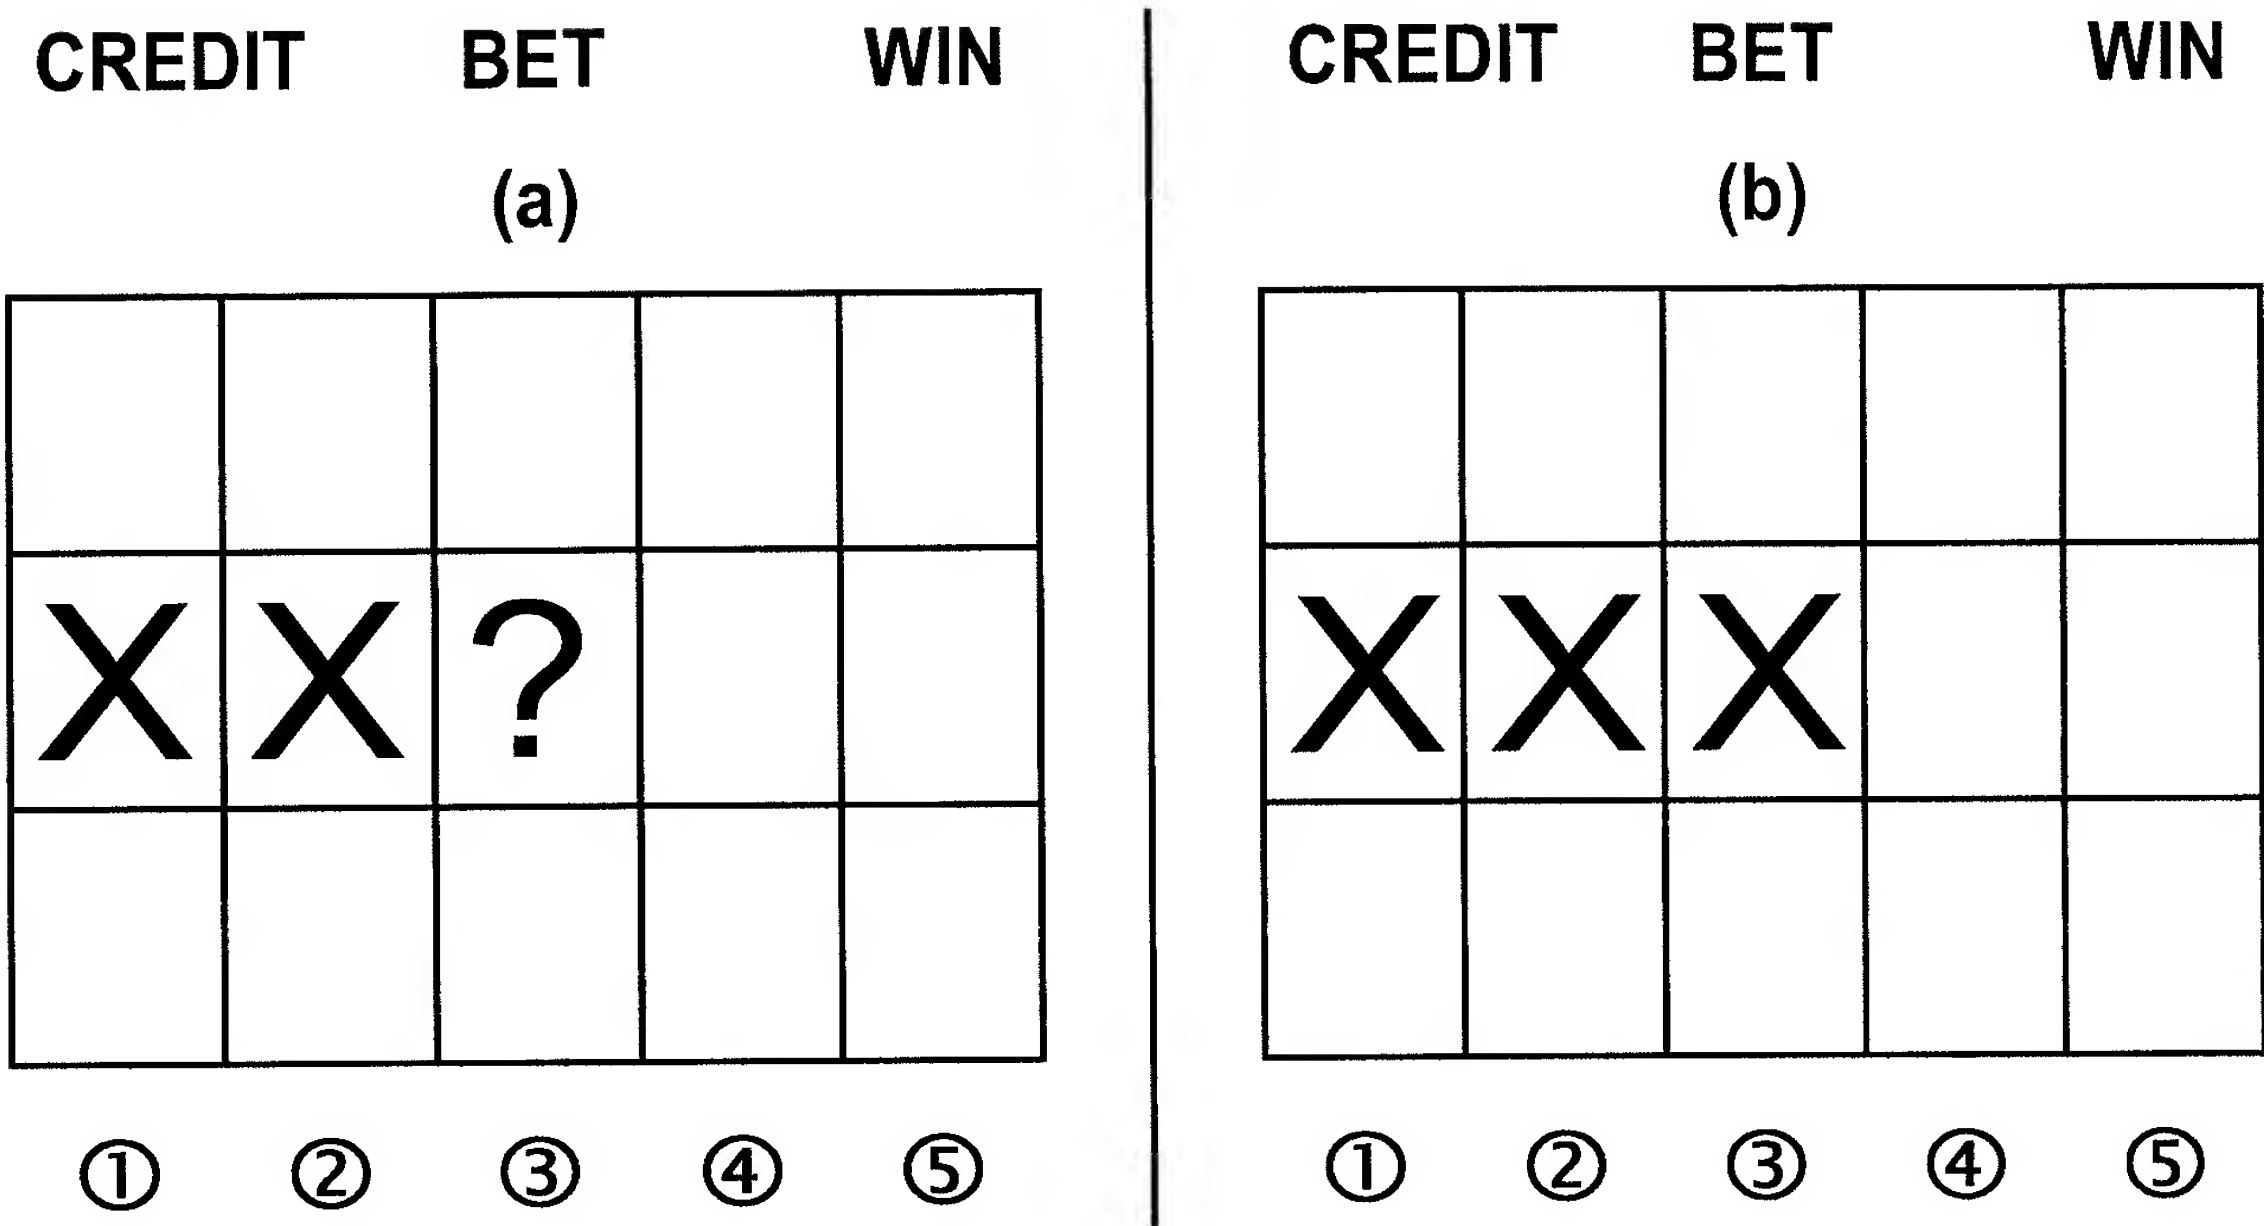 CREDIT BET WIN
(a)
X X ?
① ② ③ ④ ⑤
CREDIT BET WIN
(b)
X X X
① ② ③ ④ ⑤